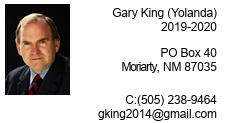 Gary King (Yolanda)
2019-2020
PO Box 40
Moriarty, NM 87035
C:(505) 238-9464
gking2014@gmail.com